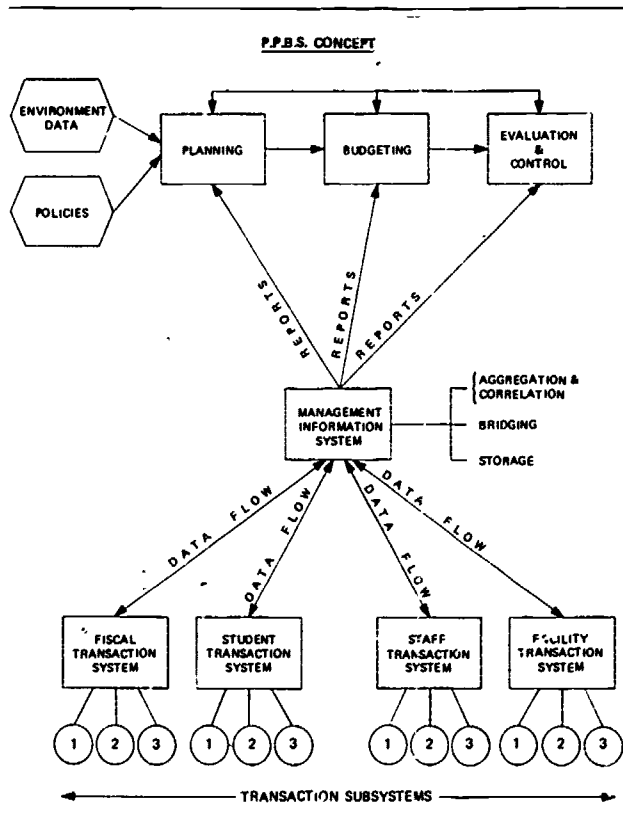 P.P.B.S. CONCEPT
ENVIRONMENT
DATA
POLICIES
PLANNING
BUDGETING
EVALUATION
&
CONTROL
REPORTS
REPORTS
REPORTS
MANAGEMENT
INFORMATION
SYSTEM
AGGREGATION &
CORRELATION
BRIDGING
STORAGE
DATA FLOW
DATA FLOW
DATA FLOW
DATA FLOW
FISCAL
TRANSACTION
SYSTEM
STUDENT
TRANSACTION
SYSTEM
STAFF
TRANSACTION
SYSTEM
FACILITY
TRANSACTION
SYSTEM
1 2 3
1 2 3
1 2 3
1 2 3
TRANSACTION SUBSYSTEMS